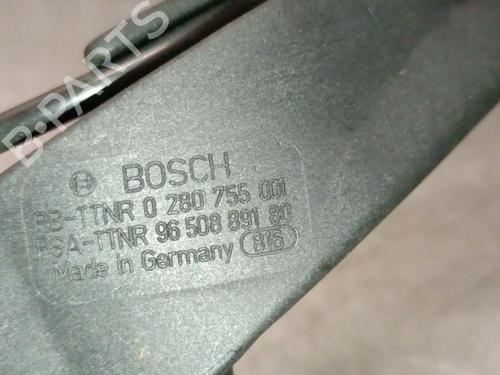 B-PARTS
BOSCH
RB-TTNR 0 280 755 001
PSA-TTNR 96 508 891 80
Made in Germany 816